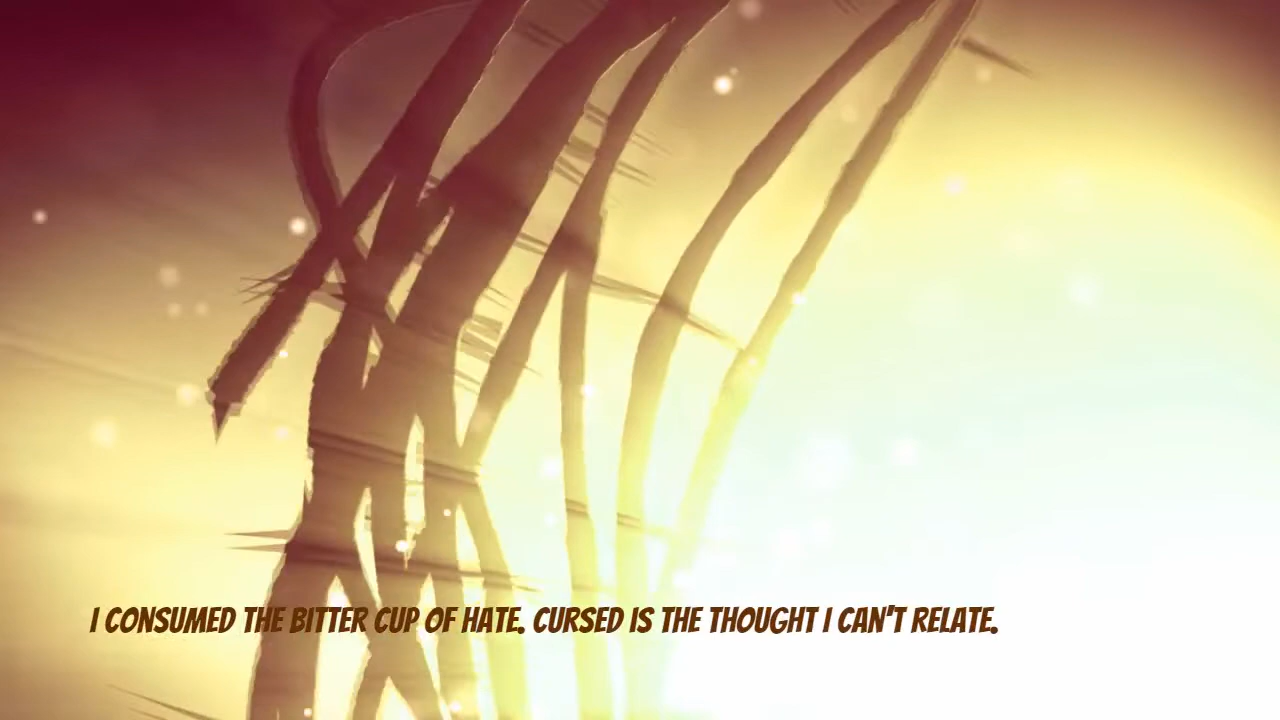 I CONSUMED THE BITTER CUP OF HATE. CURSED IS THE THOUGHT I CAN'T RELATE.